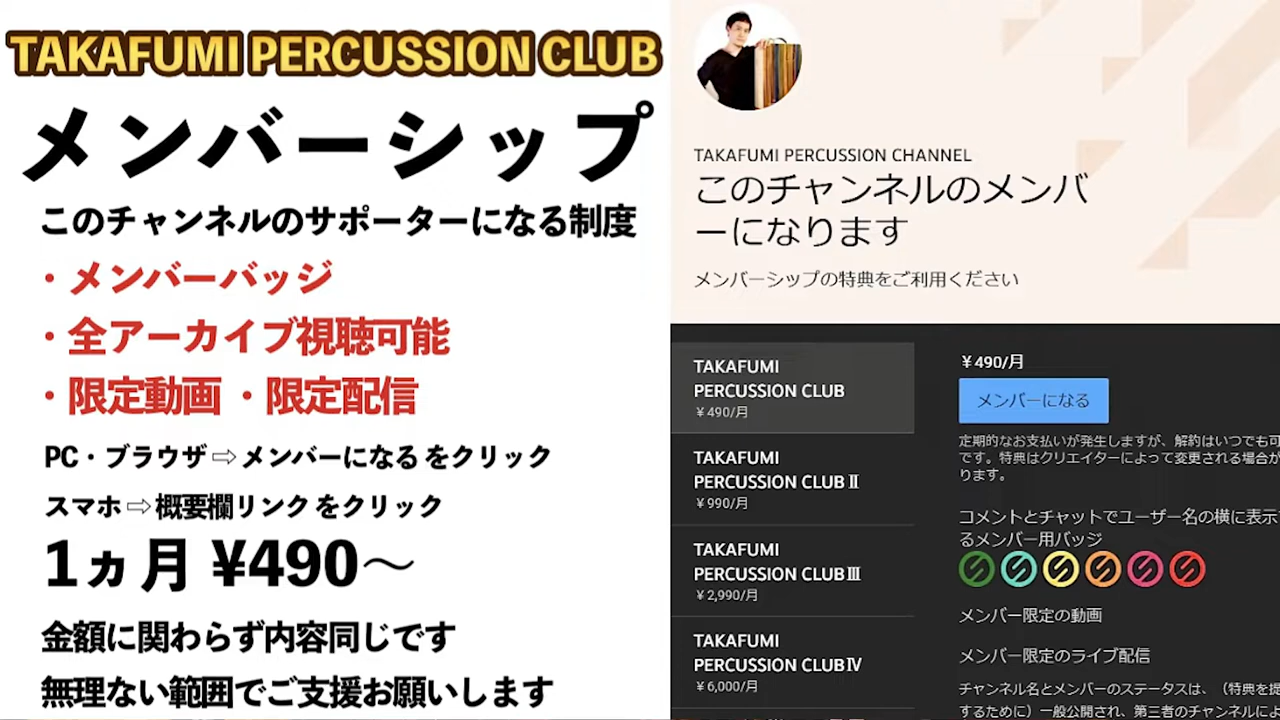 TAKAFUMI PERCUSSION CLUB
メンバーシップ
このチャンネルのサポーターになる制度
・メンバーバッジ
・全アーカイブ視聴可能
・限定動画 ・限定配信
PC・ブラウザ⇨メンバーになる をクリック
スマホ⇨概要欄リンク をクリック
1ヵ月 ¥490〜
金額に関わらず内容同じです
無理ない範囲でご支援お願いします
TAKAFUMI PERCUSSION CHANNEL
このチャンネルのメンバ
ーになります
メンバーシップの特典をご利用ください
TAKAFUMI
PERCUSSION CLUB
¥490/月
TAKAFUMI
PERCUSSION CLUBⅡ
¥990/月
TAKAFUMI
PERCUSSION CLUBⅢ
¥2,990/月
TAKAFUMI
PERCUSSION CLUBⅣ
¥6,000/月
¥490/月
メンバーになる
定期的なお支払いが発生しますが、解約はいつでも可
です。特典はクリエイターによって変更される場合が
ります。
コメントとチャットでユーザー名の横に表示
るメンバー用バッジ
メンバー限定の動画
メンバー限定のライブ配信
チャンネル名とメンバーのステータスは、（特典を提
するために）一般公開され、第三者のチャンネルによ